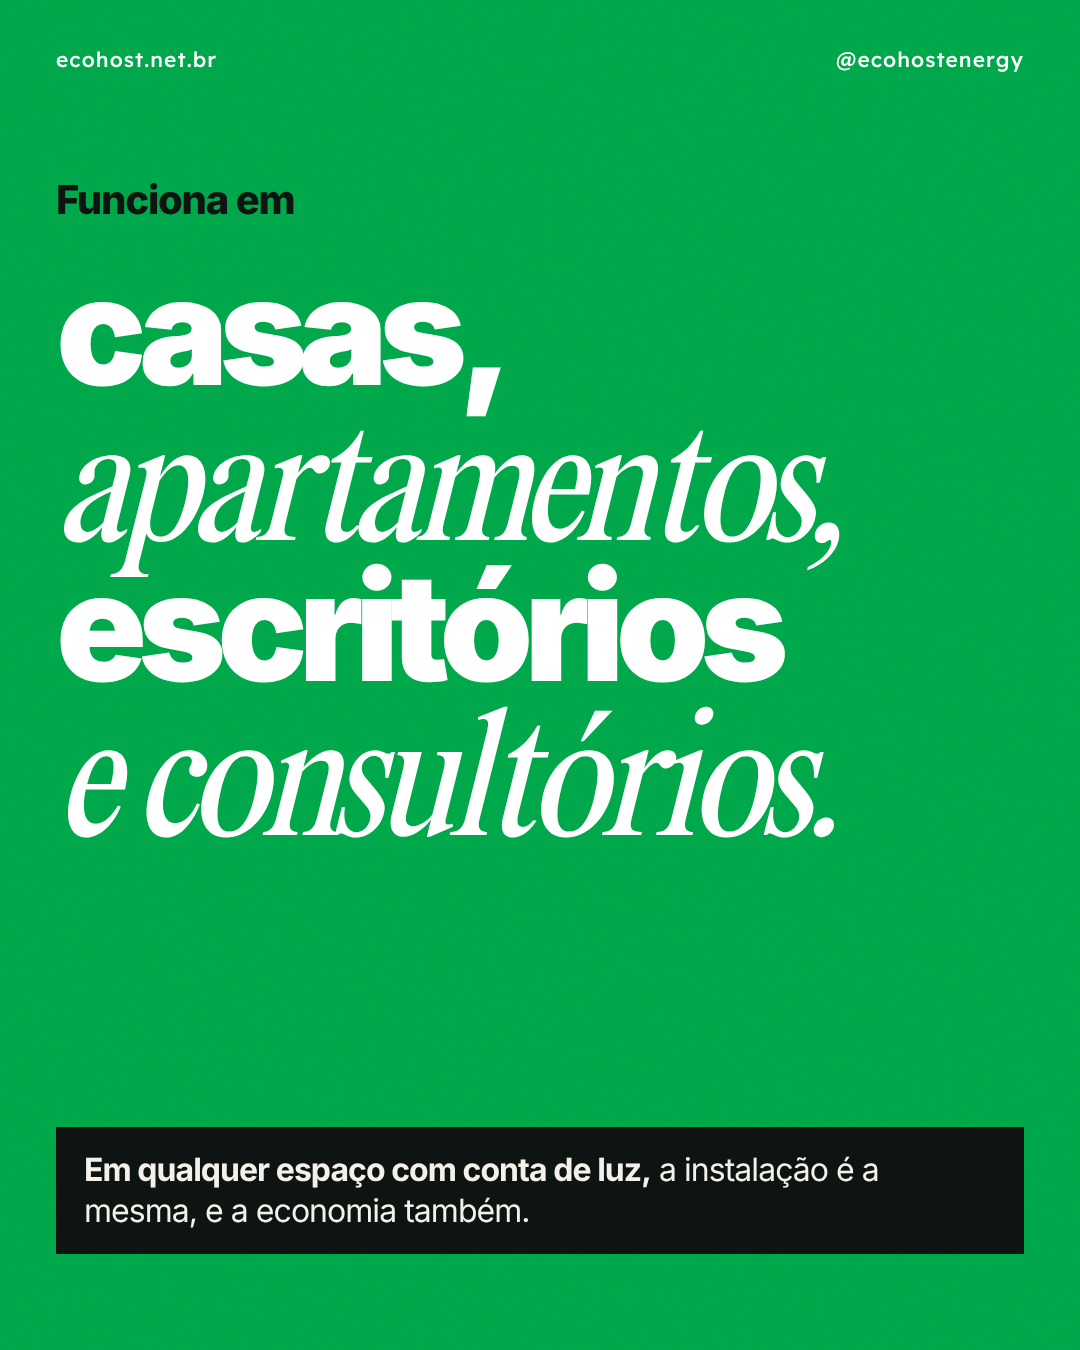 ecohost.net.br
@ecohostenergy
Funciona em
casas,
apartamentos,
escritórios
e consultórios.
Em qualquer espaço com conta de luz, a instalação é a
mesma, e a economia também.